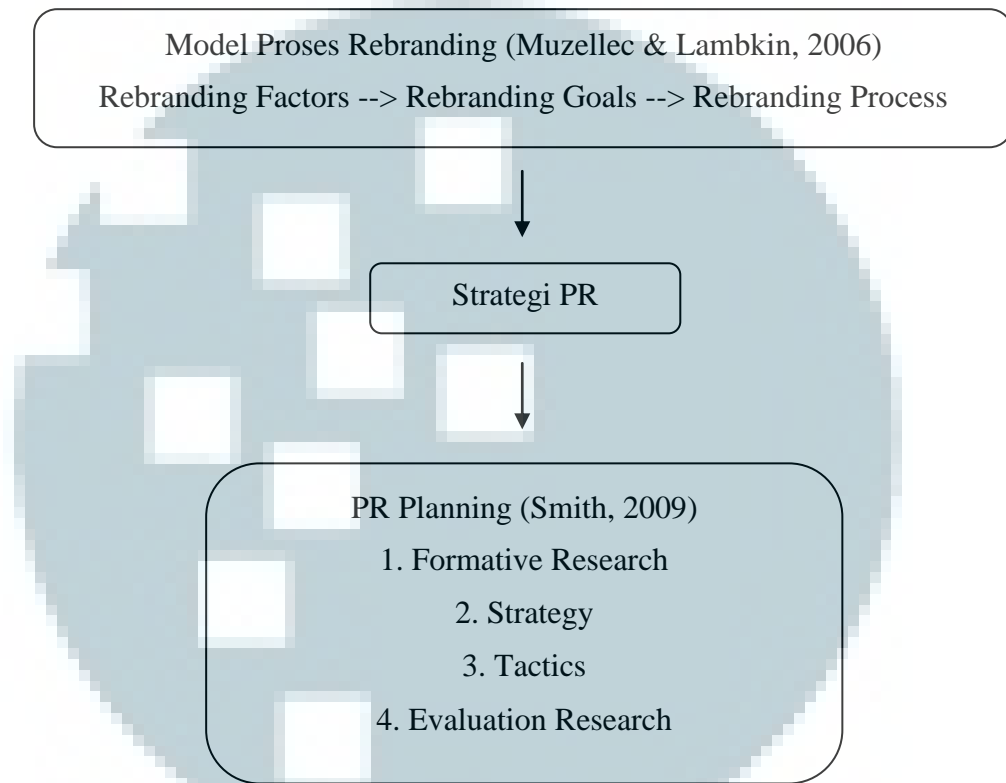 Model Proses Rebranding (Muzellec & Lambkin, 2006)
Rebranding Factors --> Rebranding Goals --> Rebranding Process
Strategi PR
PR Planning (Smith, 2009)
1. Formative Research
2. Strategy
3. Tactics
4. Evaluation Research